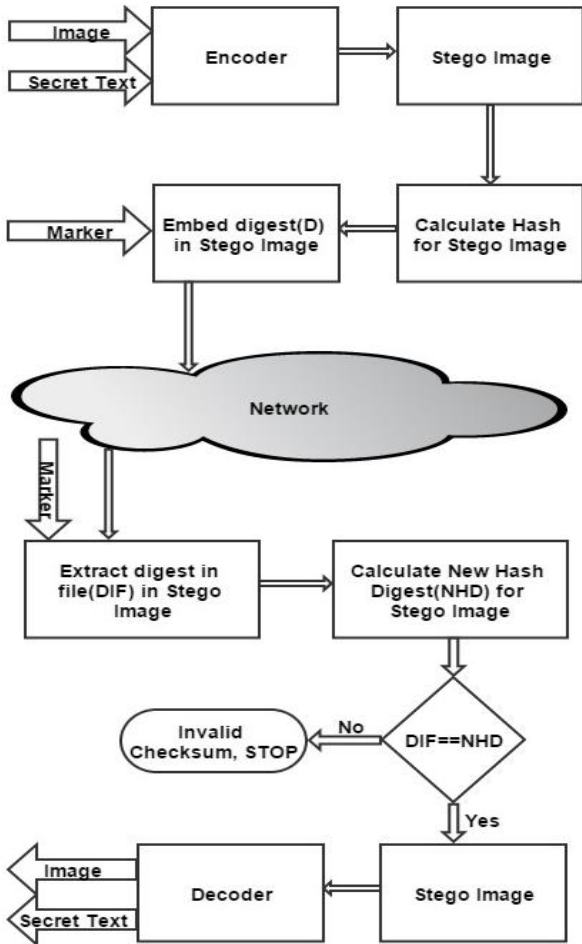 Image
Secret Text
Encoder
Stego Image
Marker
Embed digest(D)
in Stego Image
Calculate Hash
for Stego Image
Network
Marker
Extract digest in
file(DIF) in Stego
Image
Calculate New Hash
Digest(NHD) for
Stego Image
DIF==NHD
No
Invalid
Checksum, STOP
Yes
Stego Image
Decoder
Image
Secret Text